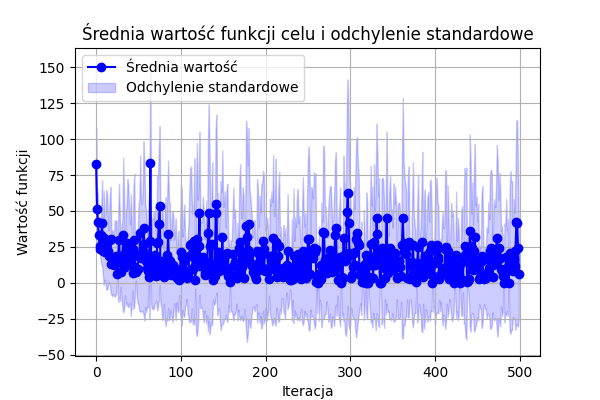 Średnia wartość funkcji celu i odchylenie standardowe
Średnia wartość
Odchylenie standardowe
150
125
100
75
50
25
0
−25
−50
Wartość funkcji
0 100 200 300 400 500
Iteracja